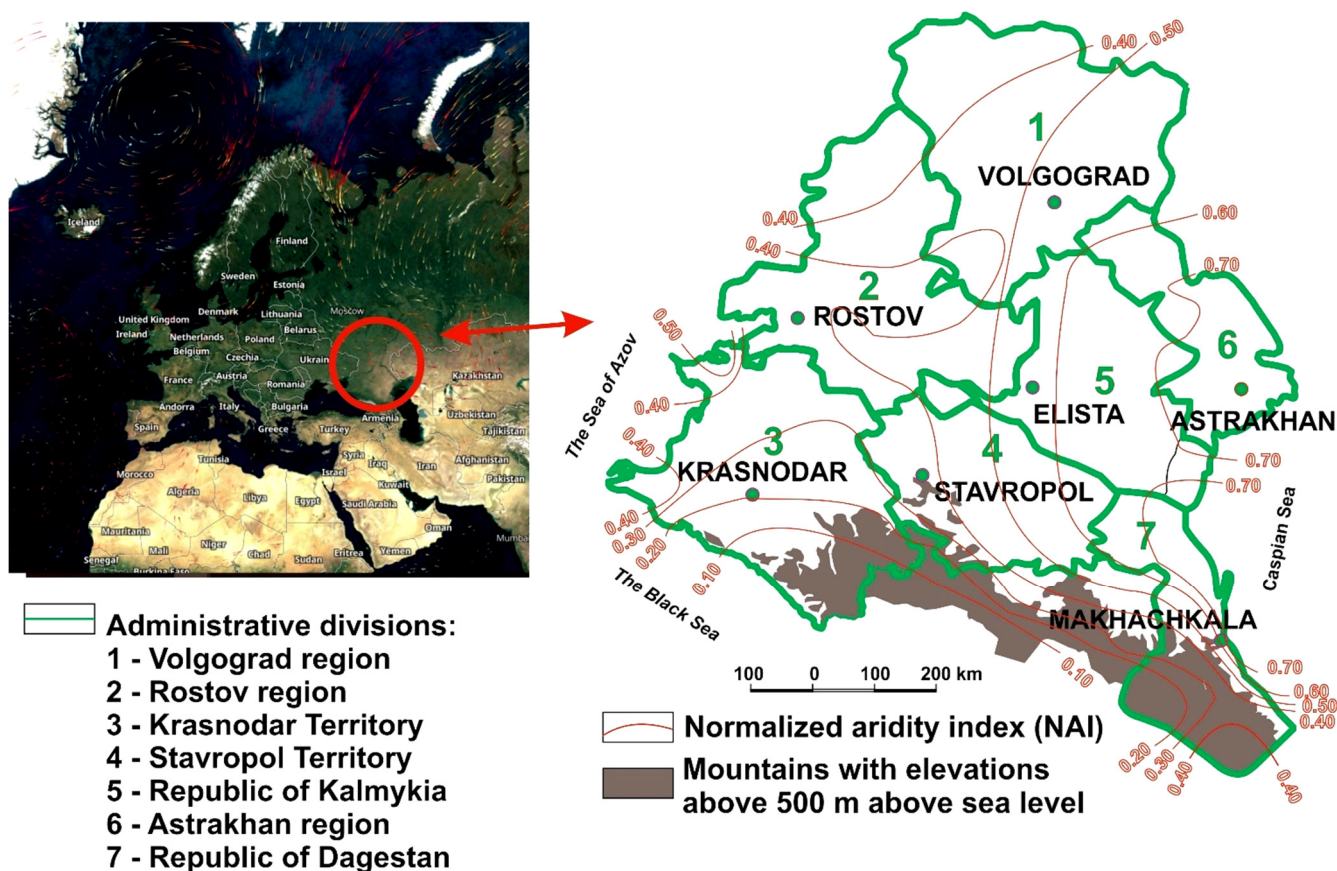 Iceland
Finland
Sweden
Estonia
Moscow
Denmark
Lithuania
United Kingdom
Belarus
Ireland
Netherlands
Poland
Belgium
Czechia
Ukrain
France
Austria
Romania
Kazakhstan
Andorra
Italy
Bulgaria
Armenia
Uzbekistan
Spain
Greece
Turkey
Tajikistan
Tunisia
Syria
Morocco
Israel
Iraq
Iran
Afghanistan
Kuwait
Pakistan
Algeria
Libya
Egypt
Saudi Arabia
Mauritania
Oman
Mali
Niger
Mumba
Senegal
Chad
Sudan
Eritrea
Yemen
Burkina Faso
Administrative divisions:
1 - Volgograd region
2 - Rostov region
3 - Krasnodar Territory
4 - Stavropol Territory
5 - Republic of Kalmykia
6 - Astrakhan region
7 - Republic of Dagestan
0.40
0.50
1
VOLGOGRAD
0.40
0.60
0.40
0.70
2
ROSTOV
0.50
6
The Sea of Azov
5
ELISTA
0.40
ASTRAKHAN
3
4
0.40
KRASNODAR
0.70
STAVROPOL
0.70
0.40
0.30
0.20
7
Caspian Sea
0.10
The Black Sea
MAKHACHKALA
0.10
0.70
100 0 100 200 km
0.60
0.50
0.40
0.20
0.30
0.40
0.40
Normalized aridity index (NAI)
Mountains with elevations
above 500 m above sea level